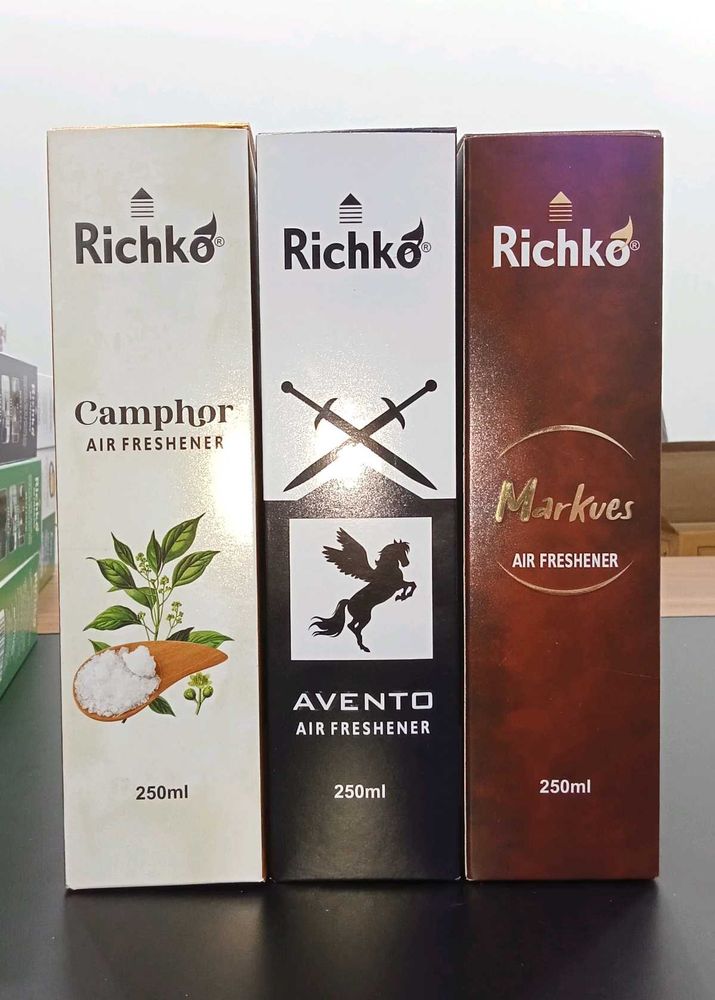 Richko®
Camphor
AIR FRESHENER
250ml
Richko®
AVENTO
AIR FRESHENER
250ml
Richko®
Markues
AIR FRESHENER
250ml